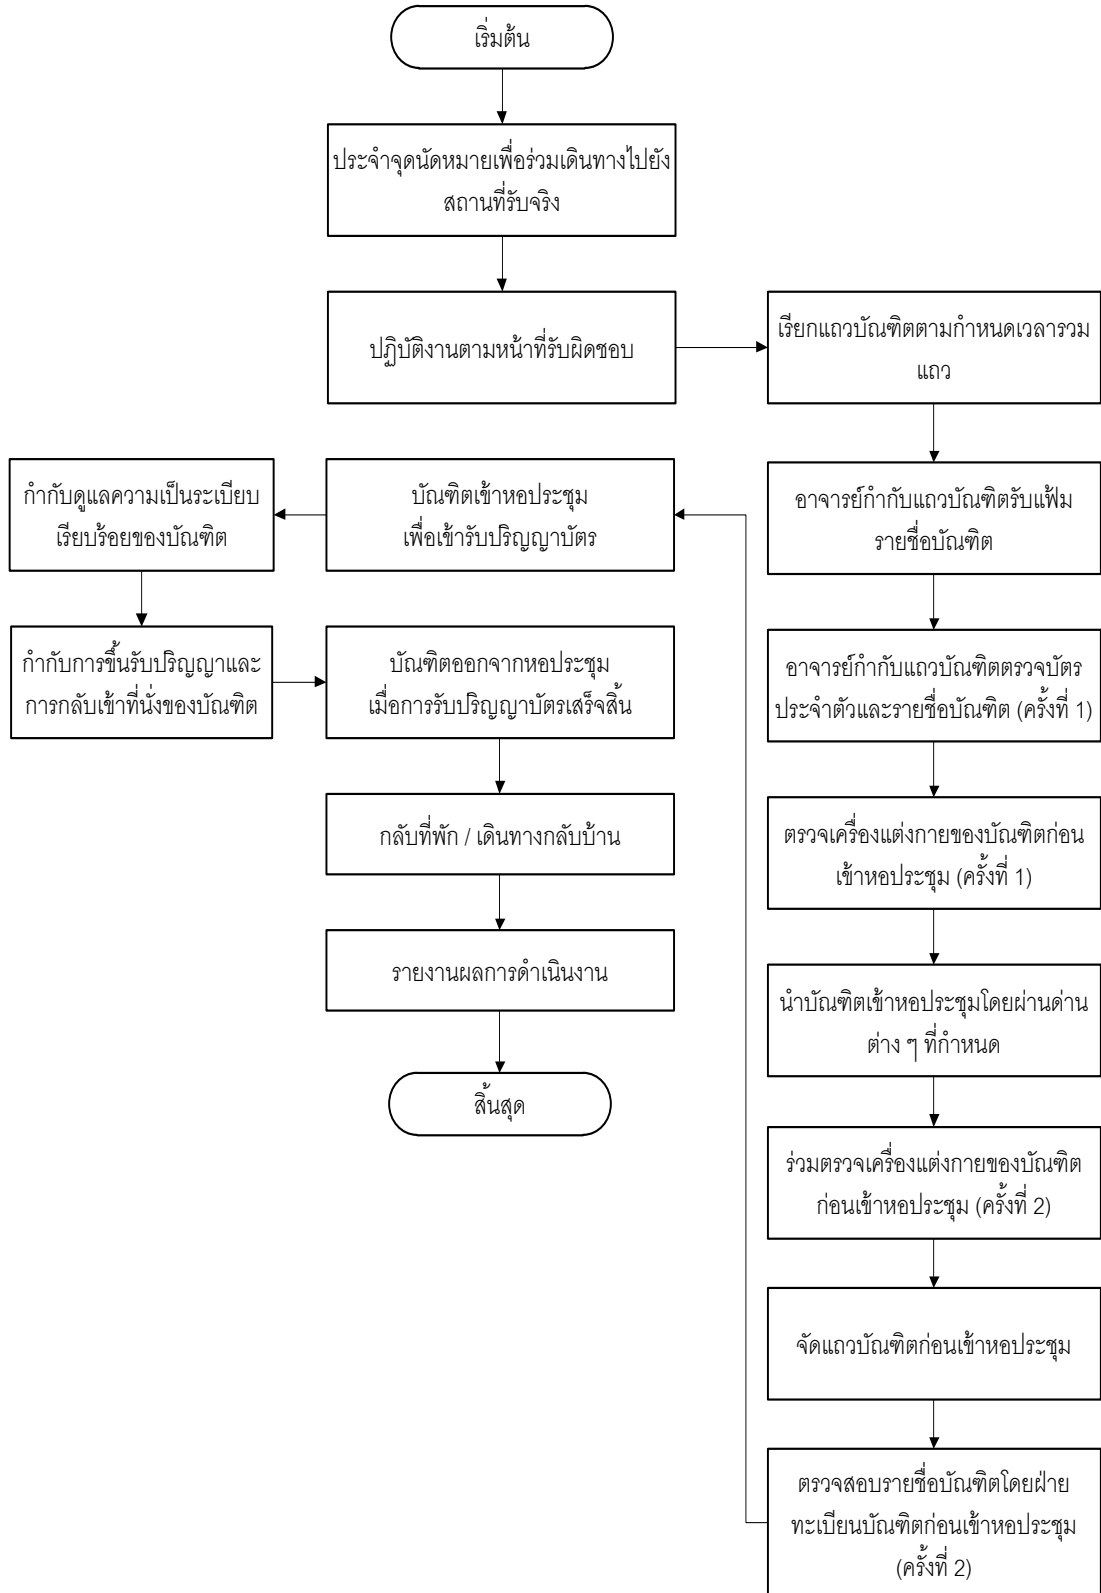 เริ่มต้น
ประจำจุดนัดหมายเพื่อร่วมเดินทางไปยัง
สถานที่รับจริง
ปฏิบัติงานตามหน้าที่รับผิดชอบ
เรียกแถวบัณฑิตตามกำหนดเวลารวม
แถว
อาจารย์กำกับแถวบัณฑิตรับแฟ้ม
รายชื่อบัณฑิต
อาจารย์กำกับแถวบัณฑิตตรวจบัตร
ประจำตัวและรายชื่อบัณฑิต (ครั้งที่ 1)
ตรวจเครื่องแต่งกายของบัณฑิตก่อน
เข้าหอประชุม (ครั้งที่ 1)
นำบัณฑิตเข้าหอประชุมโดยผ่านด่าน
ต่าง ๆ ที่กำหนด
ร่วมตรวจเครื่องแต่งกายของบัณฑิต
ก่อนเข้าหอประชุม (ครั้งที่ 2)
จัดแถวบัณฑิตก่อนเข้าหอประชุม
ตรวจสอบรายชื่อบัณฑิตโดยฝ่าย
ทะเบียนบัณฑิตก่อนเข้าหอประชุม
(ครั้งที่ 2)
บัณฑิตเข้าหอประชุม
เพื่อเข้ารับปริญญาบัตร
กำกับดูแลความเป็นระเบียบ
เรียบร้อยของบัณฑิต
กำกับการขึ้นรับปริญญาและ
การกลับเข้าที่นั่งของบัณฑิต
บัณฑิตออกจากหอประชุม
เมื่อการรับปริญญาบัตรเสร็จสิ้น
กลับที่พัก / เดินทางกลับบ้าน
รายงานผลการดำเนินงาน
สิ้นสุด